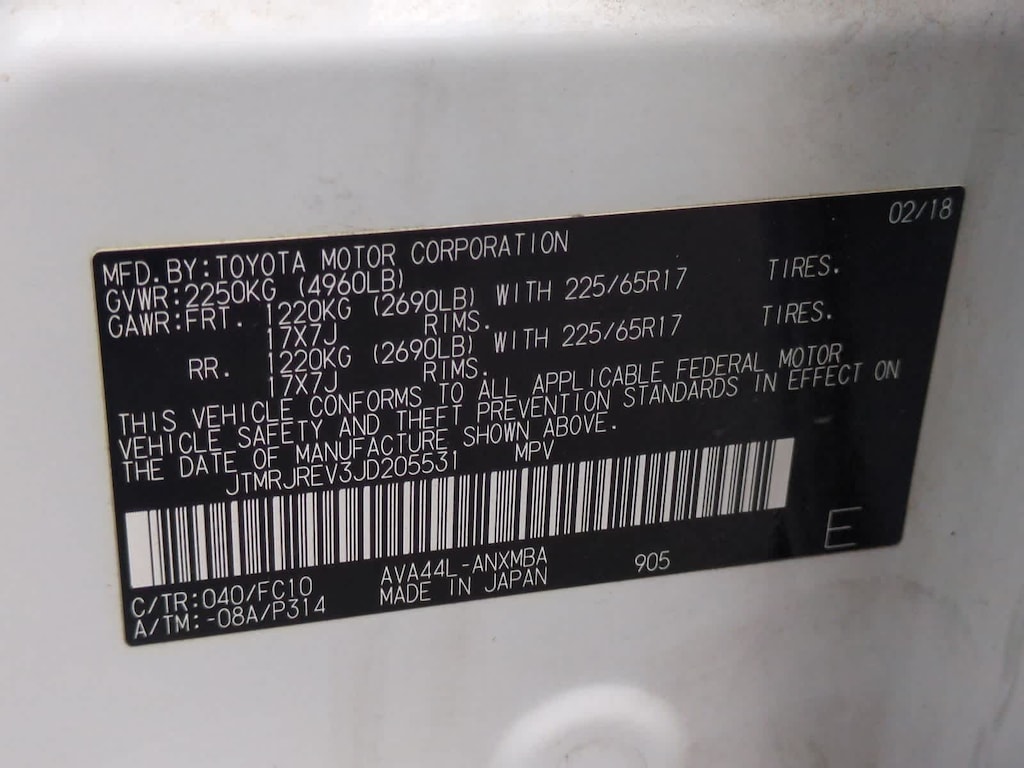 02/18
MFD.BY:TOYOTA MOTOR CORPORATION
GVWR:2250KG (4960LB)
GAWR:FRT. 1220KG (2690LB) WITH 225/65R17 TIRES.
17X7J RIMS.
RR. 1220KG (2690LB) WITH 225/65R17 TIRES.
17X7J RIMS.
THIS VEHICLE CONFORMS TO ALL APPLICABLE FEDERAL MOTOR
VEHICLE SAFETY AND THEFT PREVENTION STANDARDS IN EFFECT ON
THE DATE OF MANUFACTURE SHOWN ABOVE.
JTMRJREV3JD205531 MPV
C/TR:040/FC10 AVA44L-ANXMBA 905 E
A/TM:-08A/P314 MADE IN JAPAN